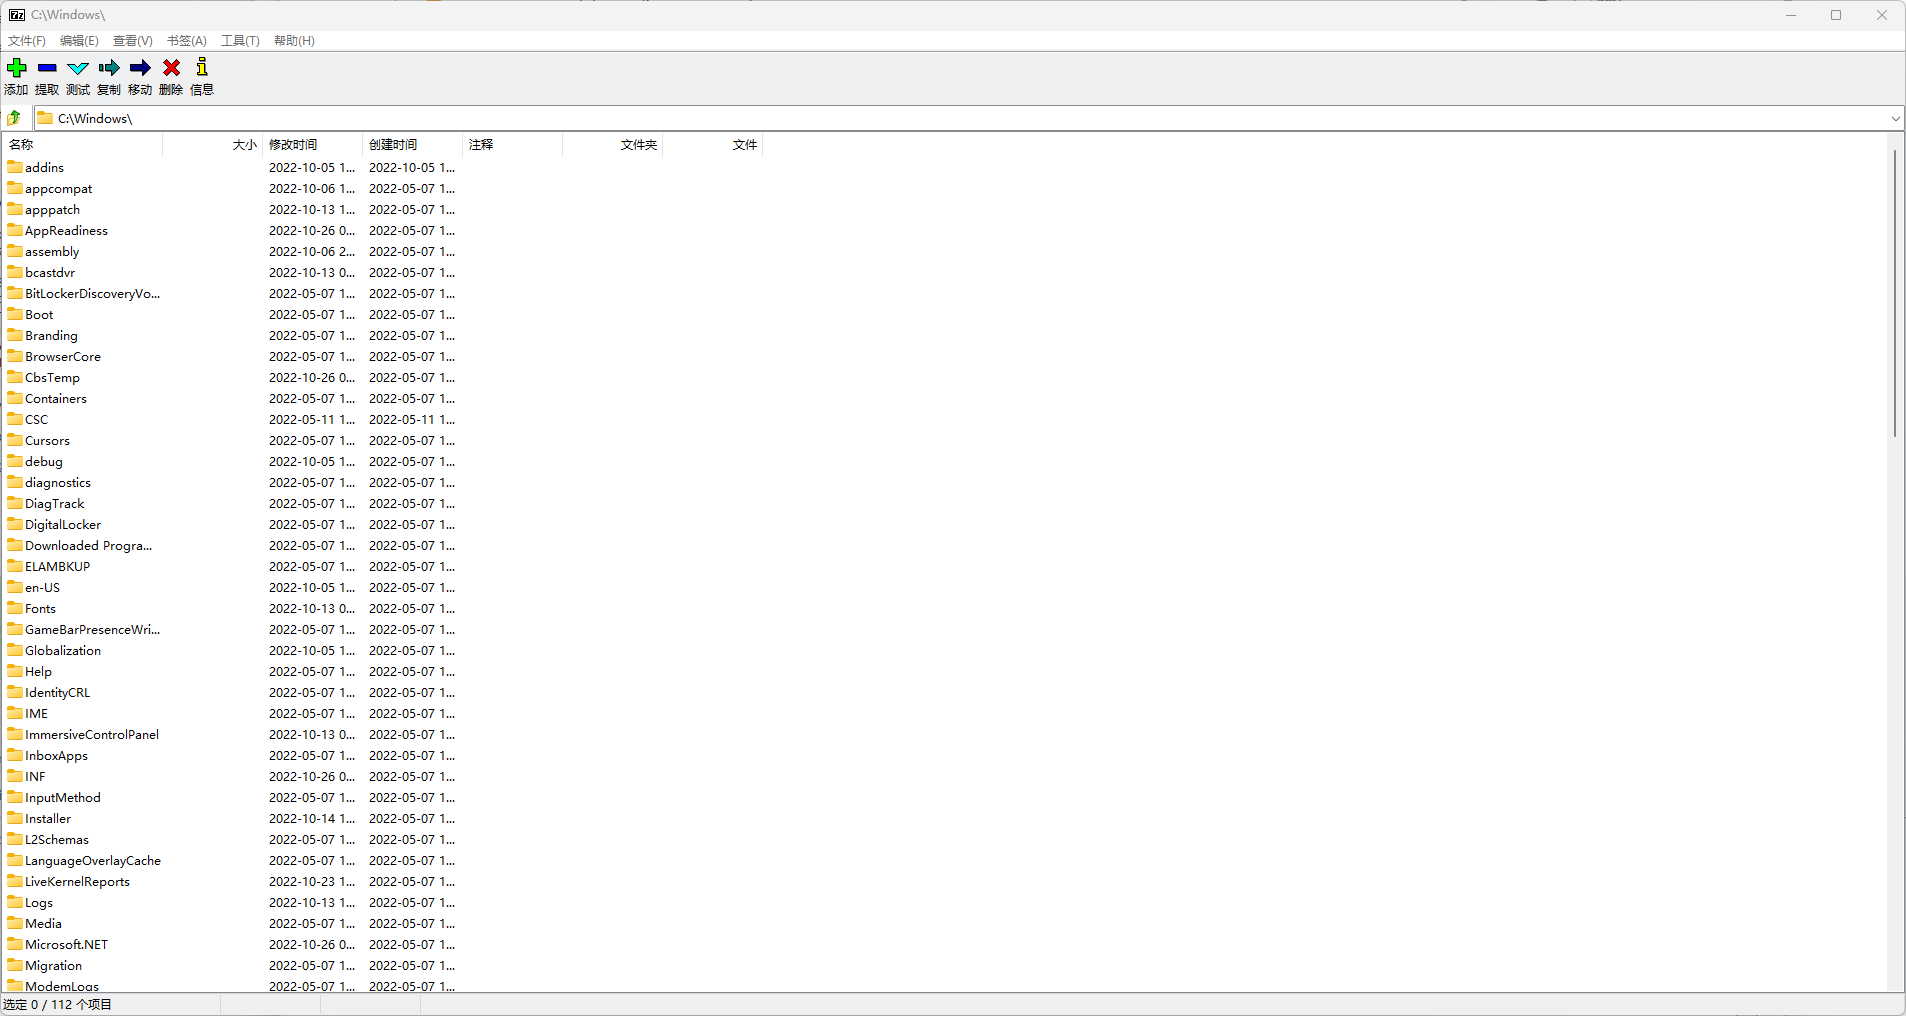 C:\Windows\
文件(F) 编辑(E) 查看(V) 书签(A) 工具(T) 帮助(H)
添加 提取 测试 复制 移动 删除 信息
C:\Windows\
名称 大小 修改时间 创建时间 注释 文件夹 文件
addins 2022-10-05 1... 2022-10-05 1...
appcompat 2022-10-06 1... 2022-05-07 1...
apppatch 2022-10-13 1... 2022-05-07 1...
AppReadiness 2022-10-26 0... 2022-05-07 1...
assembly 2022-10-06 2... 2022-05-07 1...
bcastdvr 2022-10-13 0... 2022-05-07 1...
BitLockerDiscoveryVo... 2022-05-07 1... 2022-05-07 1...
Boot 2022-05-07 1... 2022-05-07 1...
Branding 2022-05-07 1... 2022-05-07 1...
BrowserCore 2022-05-07 1... 2022-05-07 1...
CbsTemp 2022-10-26 0... 2022-05-07 1...
Containers 2022-05-07 1... 2022-05-07 1...
CSC 2022-05-11 1... 2022-05-11 1...
Cursors 2022-05-07 1... 2022-05-07 1...
debug 2022-10-05 1... 2022-05-07 1...
diagnostics 2022-05-07 1... 2022-05-07 1...
DiagTrack 2022-05-07 1... 2022-05-07 1...
DigitalLocker 2022-05-07 1... 2022-05-07 1...
Downloaded Progra... 2022-05-07 1... 2022-05-07 1...
ELAMBKUP 2022-05-07 1... 2022-05-07 1...
en-US 2022-10-05 1... 2022-05-07 1...
Fonts 2022-10-13 0... 2022-05-07 1...
GameBarPresenceWri... 2022-05-07 1... 2022-05-07 1...
Globalization 2022-10-05 1... 2022-05-07 1...
Help 2022-05-07 1... 2022-05-07 1...
IdentityCRL 2022-05-07 1... 2022-05-07 1...
IME 2022-05-07 1... 2022-05-07 1...
ImmersiveControlPanel 2022-10-13 0... 2022-05-07 1...
InboxApps 2022-05-07 1... 2022-05-07 1...
INF 2022-10-26 0... 2022-05-07 1...
InputMethod 2022-05-07 1... 2022-05-07 1...
Installer 2022-10-14 1... 2022-05-07 1...
L2Schemas 2022-05-07 1... 2022-05-07 1...
LanguageOverlayCache 2022-05-07 1... 2022-05-07 1...
LiveKernelReports 2022-10-23 1... 2022-05-07 1...
Logs 2022-10-13 1... 2022-05-07 1...
Media 2022-05-07 1... 2022-05-07 1...
Microsoft.NET 2022-10-26 0... 2022-05-07 1...
Migration 2022-05-07 1... 2022-05-07 1...
ModemLogs 2022-05-07 1... 2022-05-07 1...
选定 0 / 112 个项目